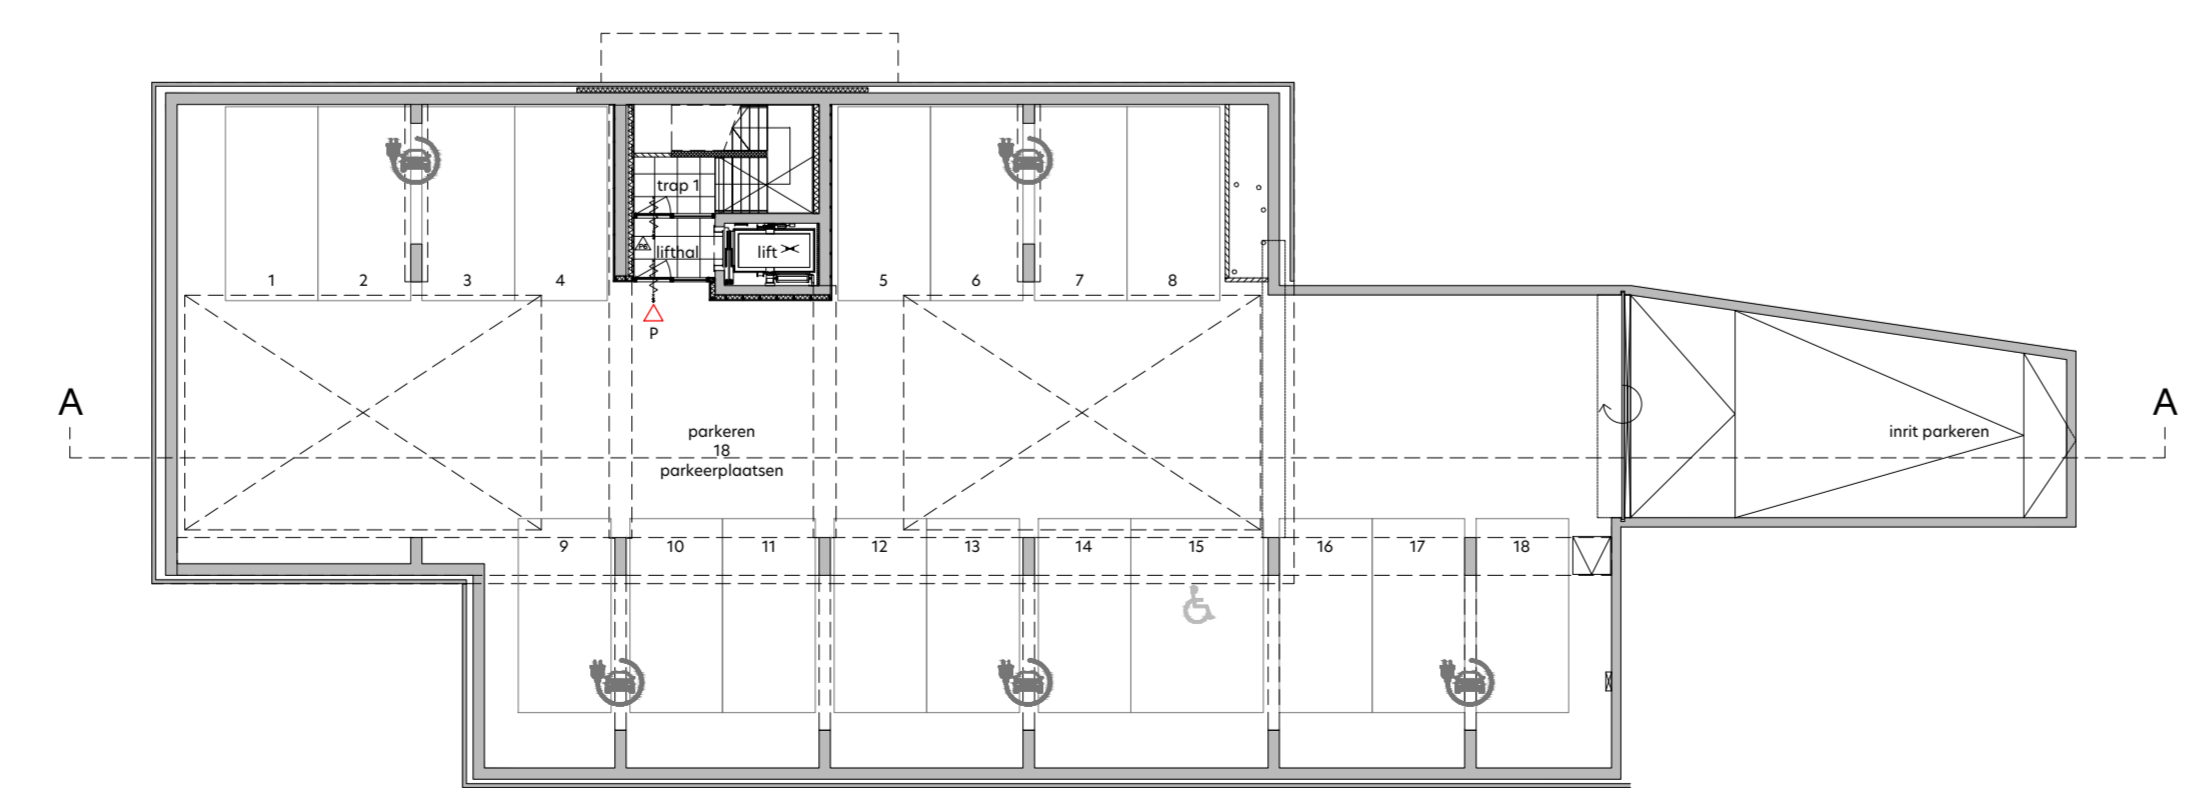 trap 1
lifthal
lift
1 2 3 4 5 6 7 8
P
A A
parkeren
18
parkeerplaatsen
inrit parkeren
9 10 11 12 13 14 15 16 17 18